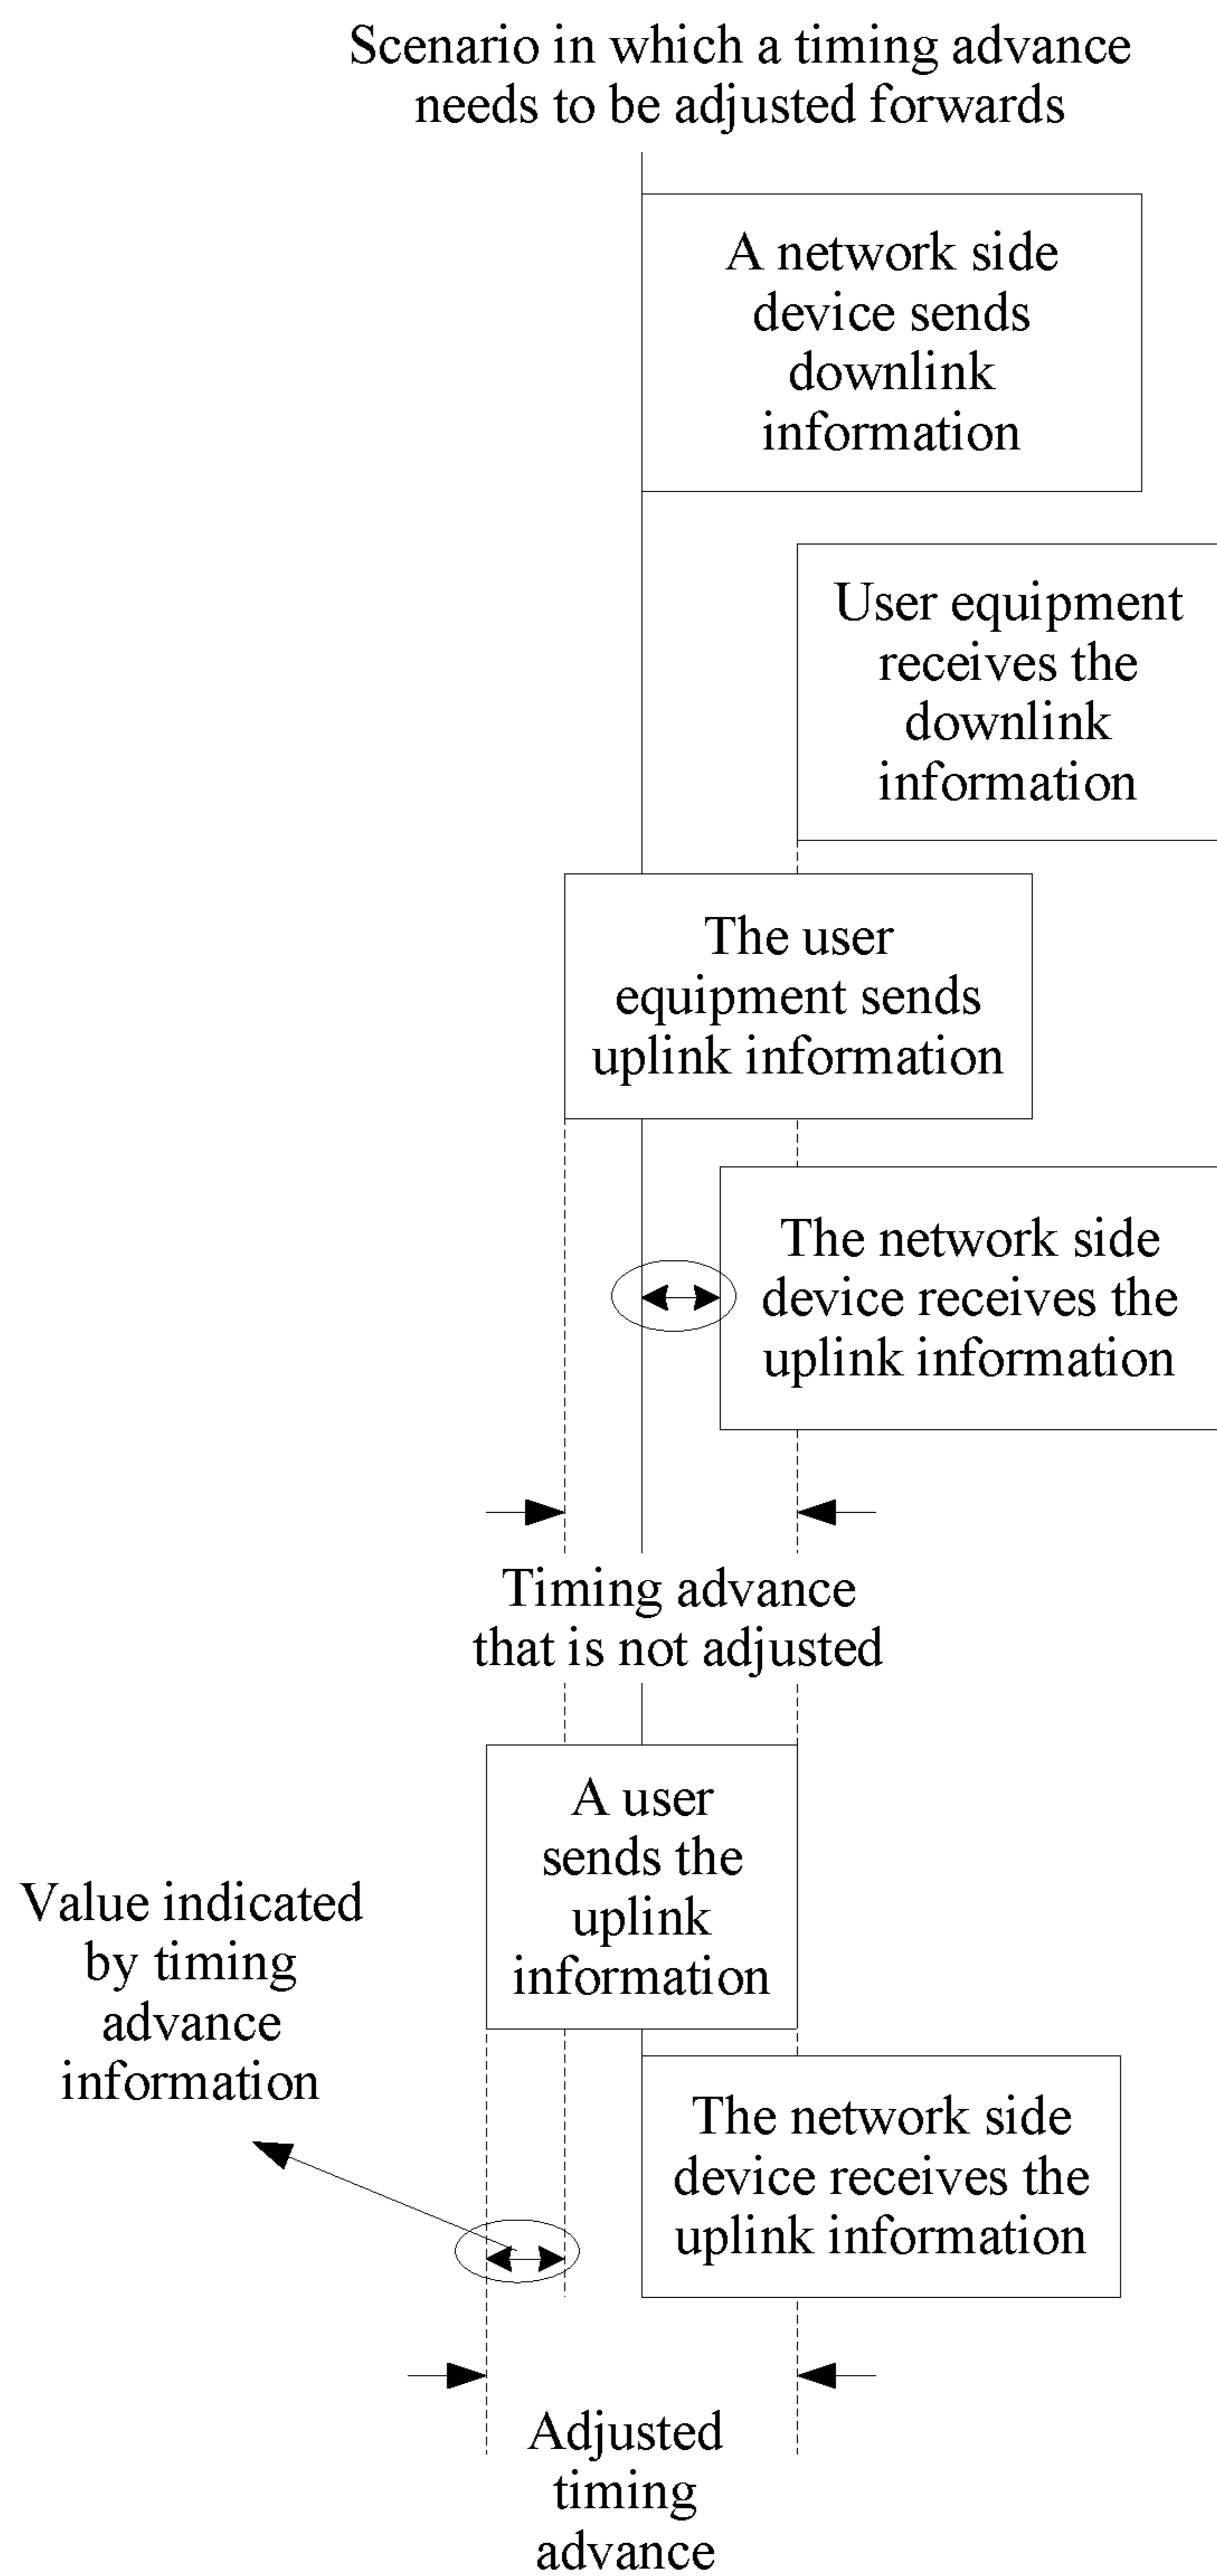 Scenario in which a timing advance
needs to be adjusted forwards
A network side
device sends
downlink
information
User equipment
receives the
downlink
information
The user
equipment sends
uplink information
The network side
device receives the
uplink information
Timing advance
that is not adjusted
A user
sends the
uplink
information
Value indicated
by timing
advance
information
The network side
device receives the
uplink information
Adjusted
timing
advance